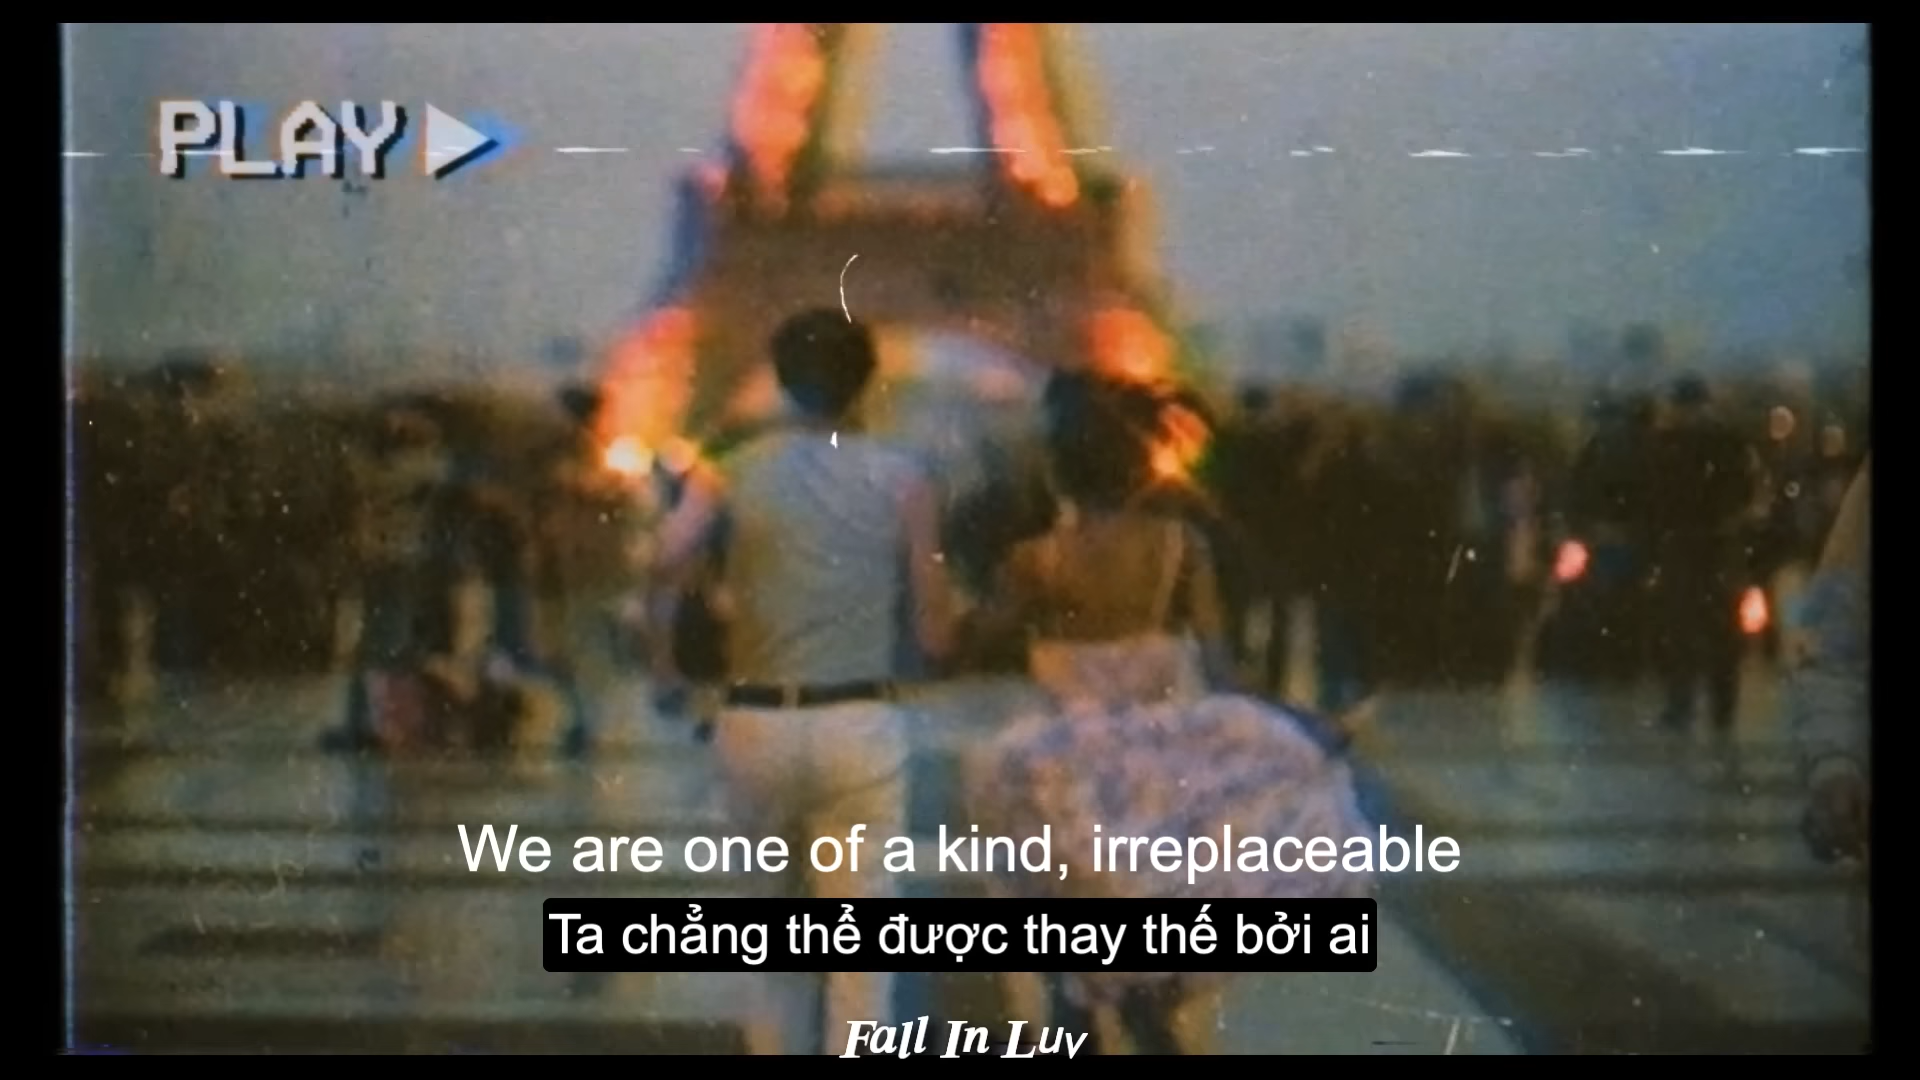 PLAY
We are one of a kind, irreplaceable
Ta chẳng thể được thay thế bởi ai
Fall In Luv